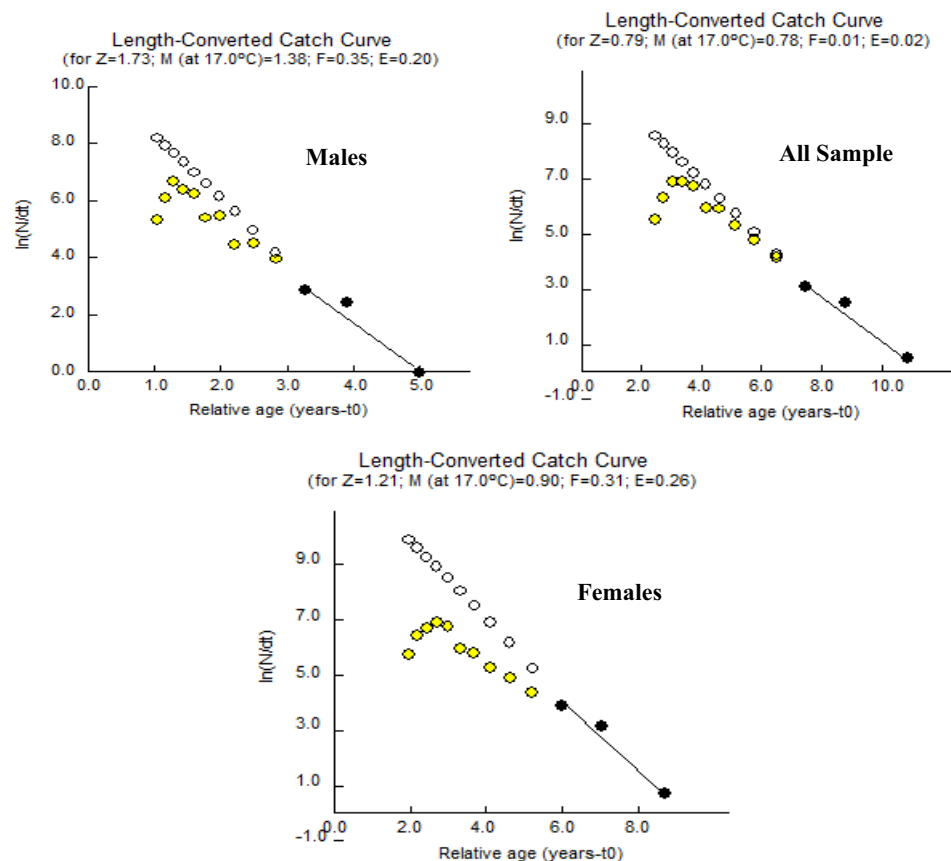 Length-Converted Catch Curve
(for Z=1.73; M (at 17.0ºC)=1.38; F=0.35; E=0.20)
10.0
8.0
6.0
4.0
2.0
0.0
ln(N/dt)
Males
0.0 1.0 2.0 3.0 4.0 5.0
Relative age (years-t0)
Length-Converted Catch Curve
(for Z=0.79; M (at 17.0ºC)=0.78; F=0.01; E=0.02)
9.0
7.0
5.0
3.0
1.0
-1.0
ln(N/dt)
All Sample
0.0 2.0 4.0 6.0 8.0 10.0
Relative age (years-t0)
Length-Converted Catch Curve
(for Z=1.21; M (at 17.0ºC)=0.90; F=0.31; E=0.26)
9.0
7.0
5.0
3.0
1.0
-1.0
ln(N/dt)
Females
0.0 2.0 4.0 6.0 8.0
Relative age (years-t0)